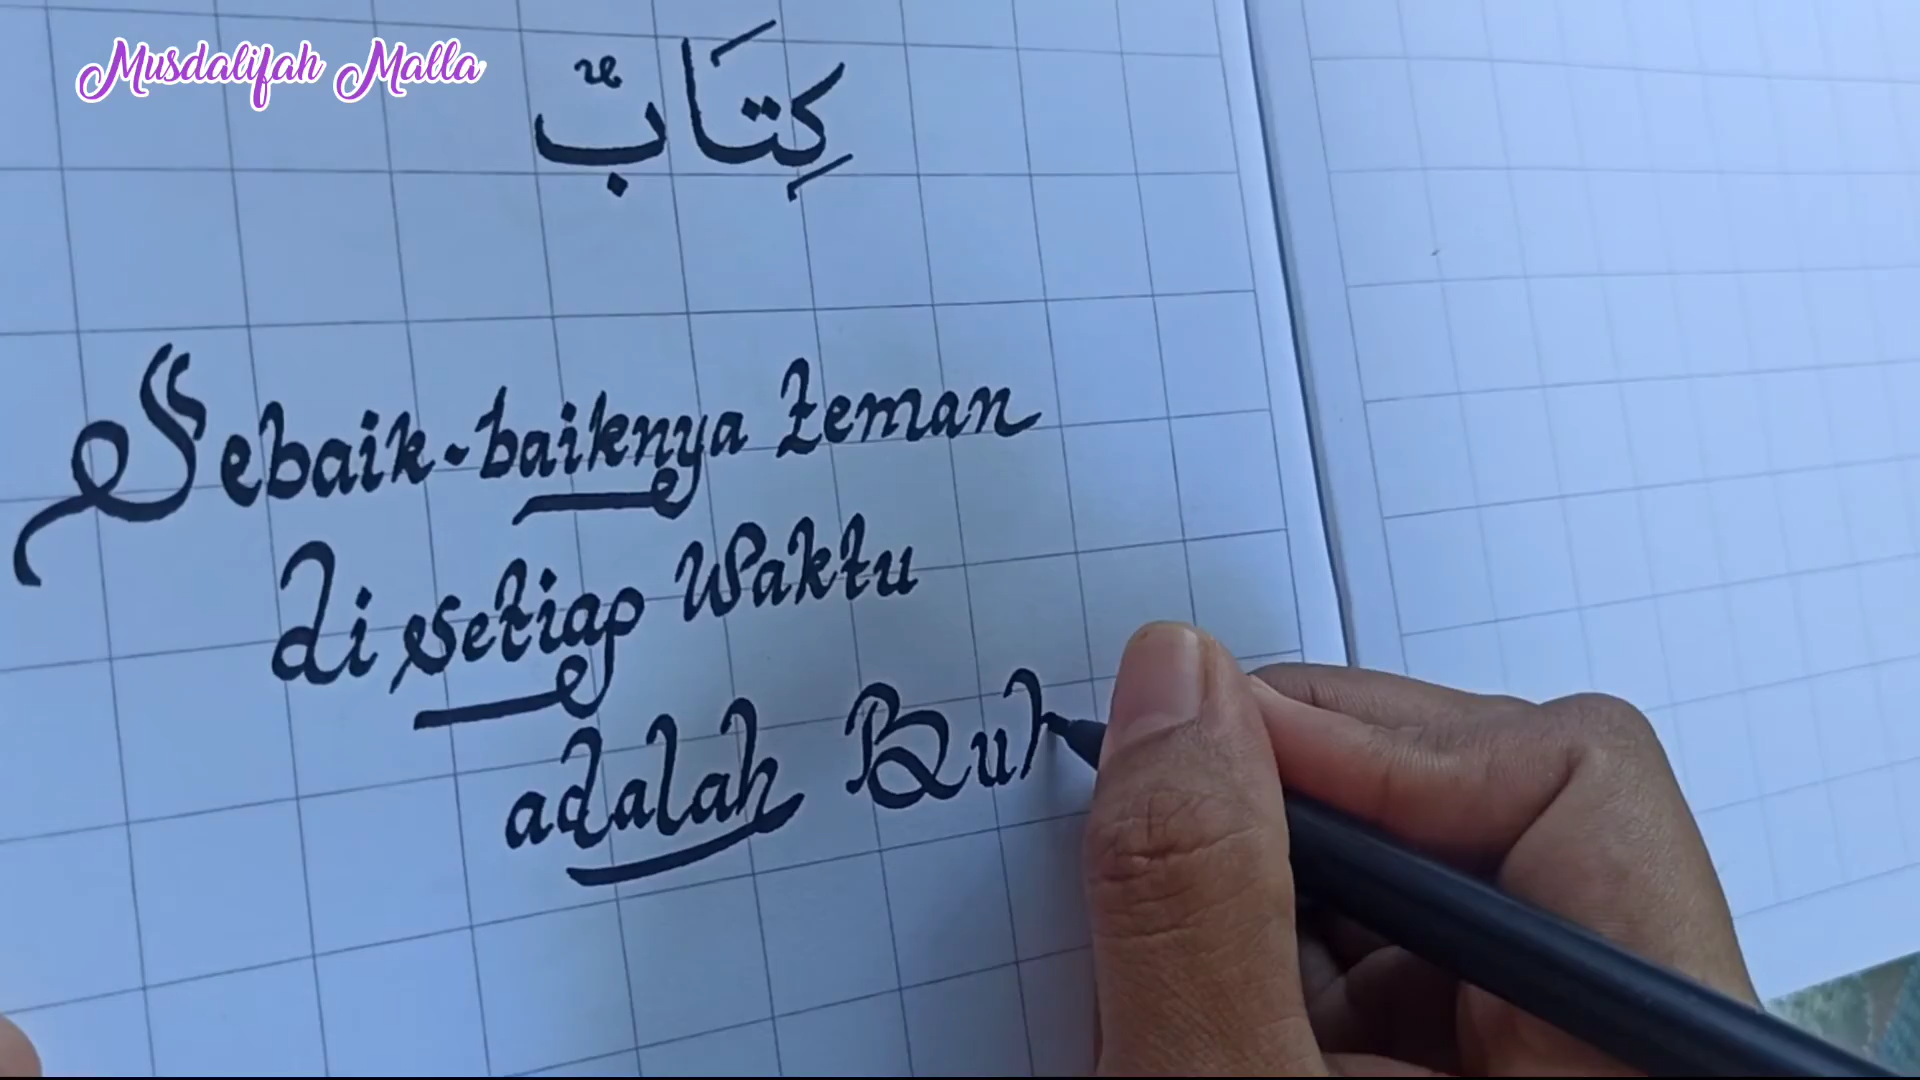 Musdalifah Malla
كِتَابٌ
Sebaik-baiknya teman
di setiap Waktu
adalah Buk